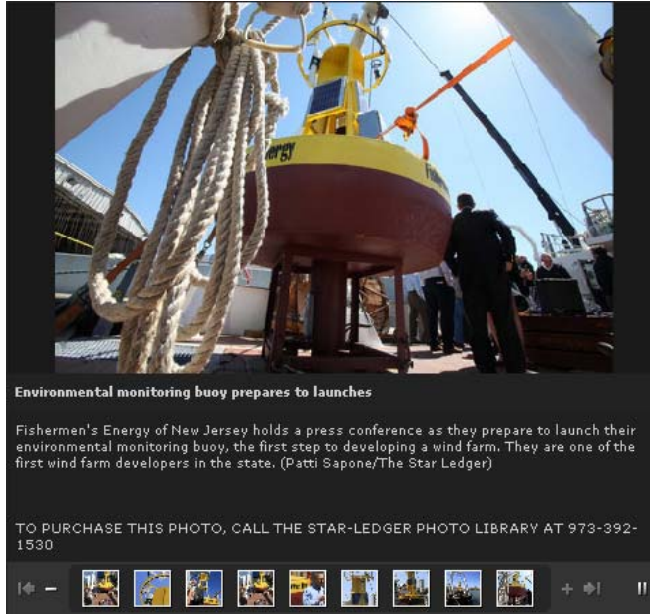 ergy
Environmental monitoring buoy prepares to launches
Fishermen's Energy of New Jersey holds a press conference as they prepare to launch their
environmental monitoring buoy, the first step to developing a wind farm. They are one of the
first wind farm developers in the state. (Patti Sapone/The Star Ledger)
TO PURCHASE THIS PHOTO, CALL THE STAR-LEDGER PHOTO LIBRARY AT 973-392-
1530